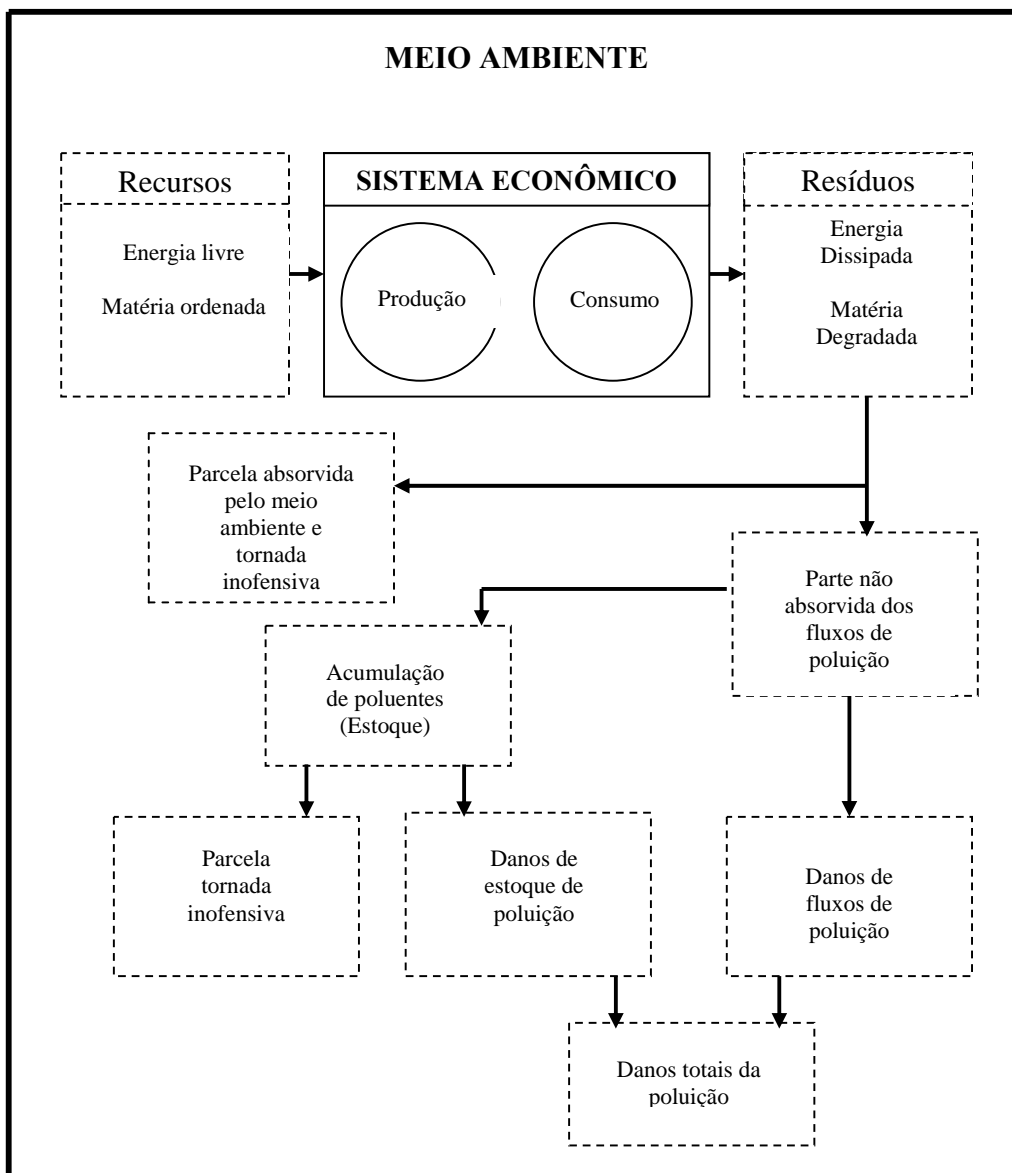 MEIO AMBIENTE
Recursos
Energia livre
Matéria ordenada
SISTEMA ECONÔMICO
Produção
Consumo
Resíduos
Energia
Dissipada
Matéria
Degradada
Parcela absorvida
pelo meio
ambiente e
tornada
inofensiva
Parte não
absorvida dos
fluxos de
poluição
Acumulação
de poluentes
(Estoque)
Parcela
tornada
inofensiva
Danos de
estoque de
poluição
Danos de
fluxos de
poluição
Danos totais da
poluição